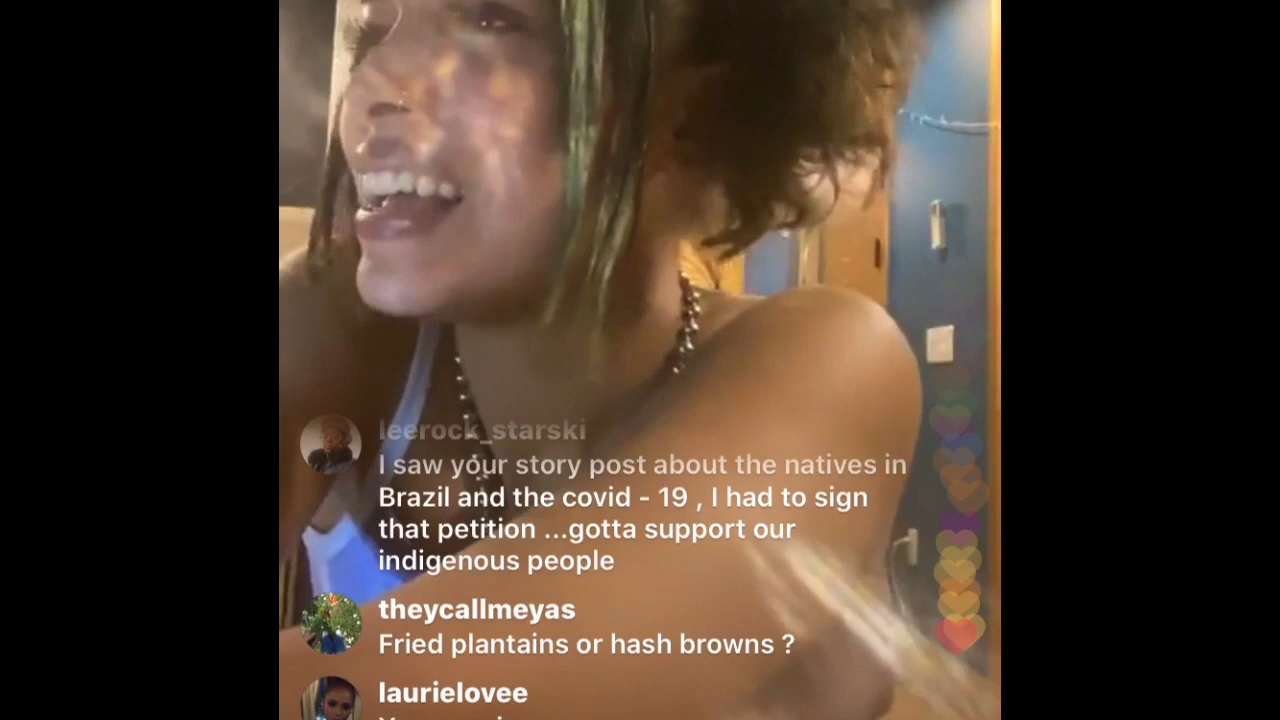 leerock_starski
I saw your story post about the natives in
Brazil and the covid - 19 , I had to sign
that petition ...gotta support our
indigenous people
theycallmeyas
Fried plantains or hash browns ?
laurielovee